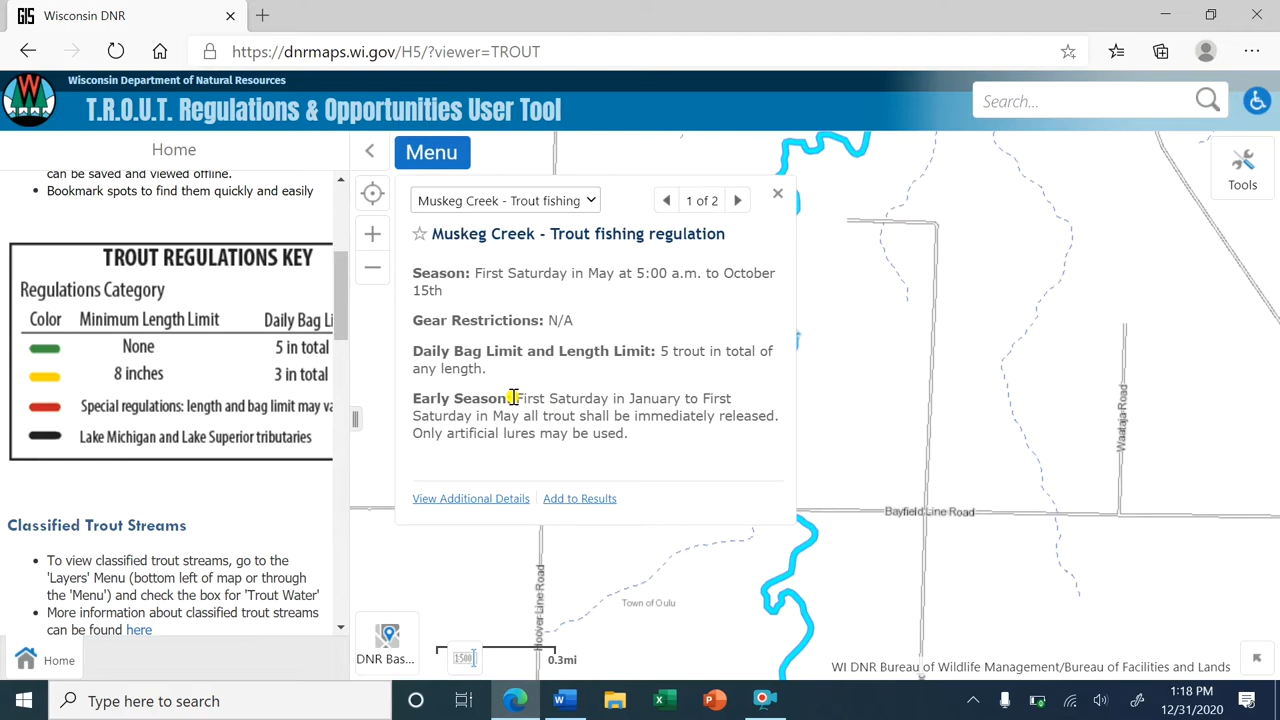 Wisconsin DNR
https://dnrmaps.wi.gov/H5/?viewer=TROUT
Wisconsin Department of Natural Resources
T.R.O.U.T. Regulations & Opportunities User Tool
Search...
Home
Menu
Tools
can be saved and viewed offline.
• Bookmark spots to find them quickly and easily
TROUT REGULATIONS KEY
Regulations Category
Color Minimum Length Limit Daily Bag Li
None 5 in total
8 inches 3 in total
Special regulations: length and bag limit may va
Lake Michigan and Lake Superior tributaries
Classified Trout Streams
• To view classified trout streams, go to the
'Layers' Menu (bottom left of map or through
the 'Menu') and check the box for 'Trout Water'
• More information about classified trout streams
can be found here
Home
Muskeg Creek - Trout fishing
1 of 2
Muskeg Creek - Trout fishing regulation
Season: First Saturday in May at 5:00 a.m. to October
15th
Gear Restrictions: N/A
Daily Bag Limit and Length Limit: 5 trout in total of
any length.
Early Season: First Saturday in January to First
Saturday in May all trout shall be immediately released.
Only artificial lures may be used.
View Additional Details
Add to Results
Waataja Road
Bayfield Line Road
Hoover Line Road
Town of Oulu
DNR Bas...
0.3mi
WI DNR Bureau of Wildlife Management/Bureau of Facilities and Lands
Type here to search
1:18 PM
12/31/2020